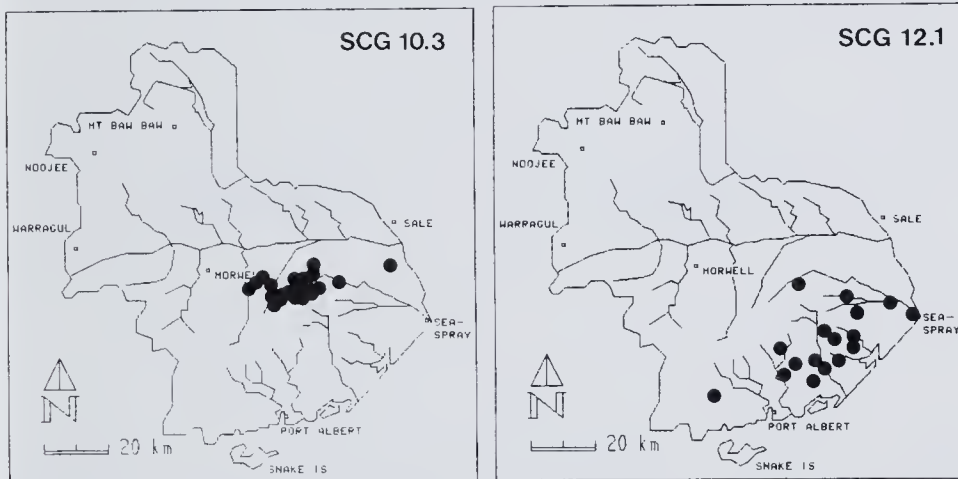 SCG 10.3
MT BAW BAW
NOOJEE
WARRAGUL
SALE
MORWEL
SEA-
SPRAY
N
20 km
PORT ALBERT
SNAKE IS
SCG 12.1
MT BAW BAW
NOOJEE
WARRAGUL
SALE
MORWELL
SEA-
SPRAY
N
20 km
PORT ALBERT
SNAKE IS